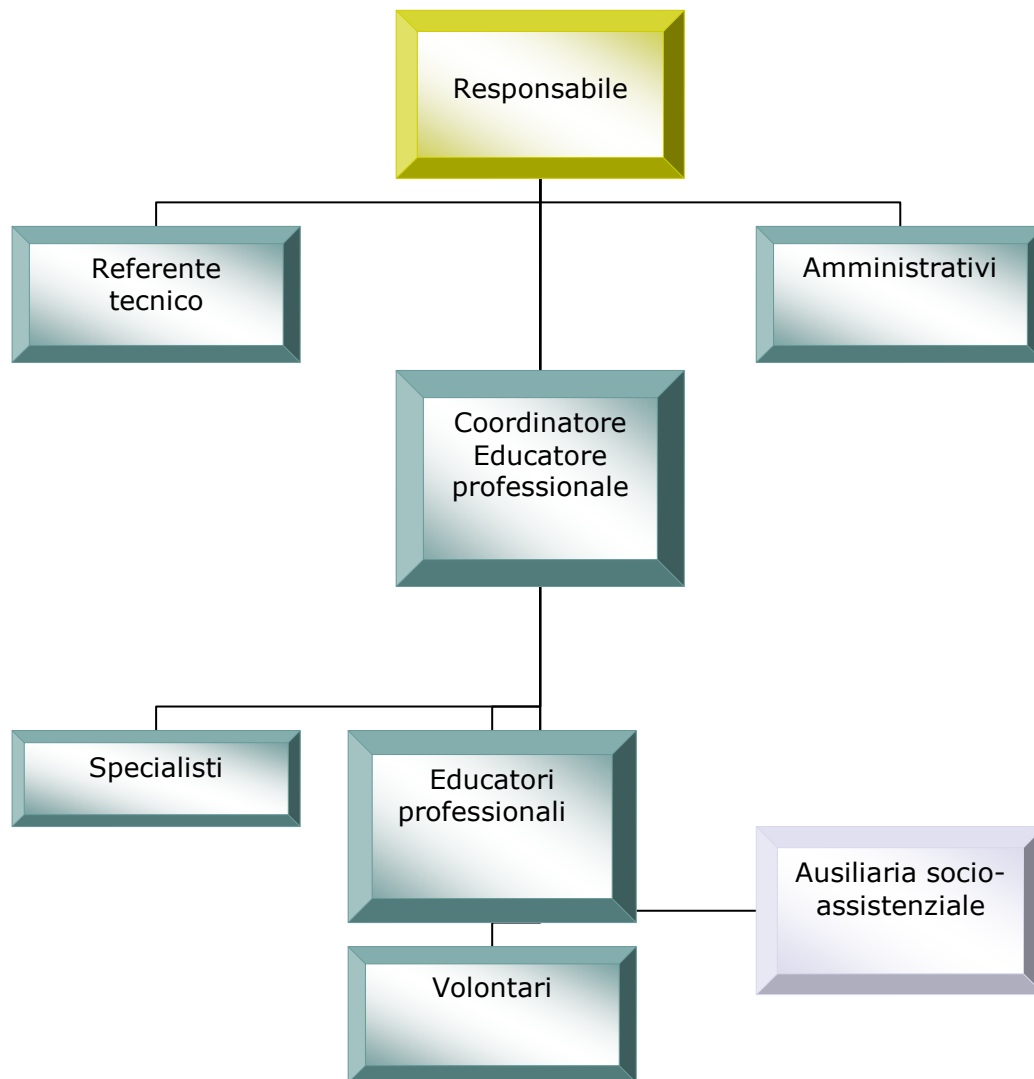 Responsabile
Referente
tecnico
Amministrativi
Coordinatore
Educatore
professionale
Specialisti
Educatori
professionali
Ausiliaria socio-
assistenziale
Volontari